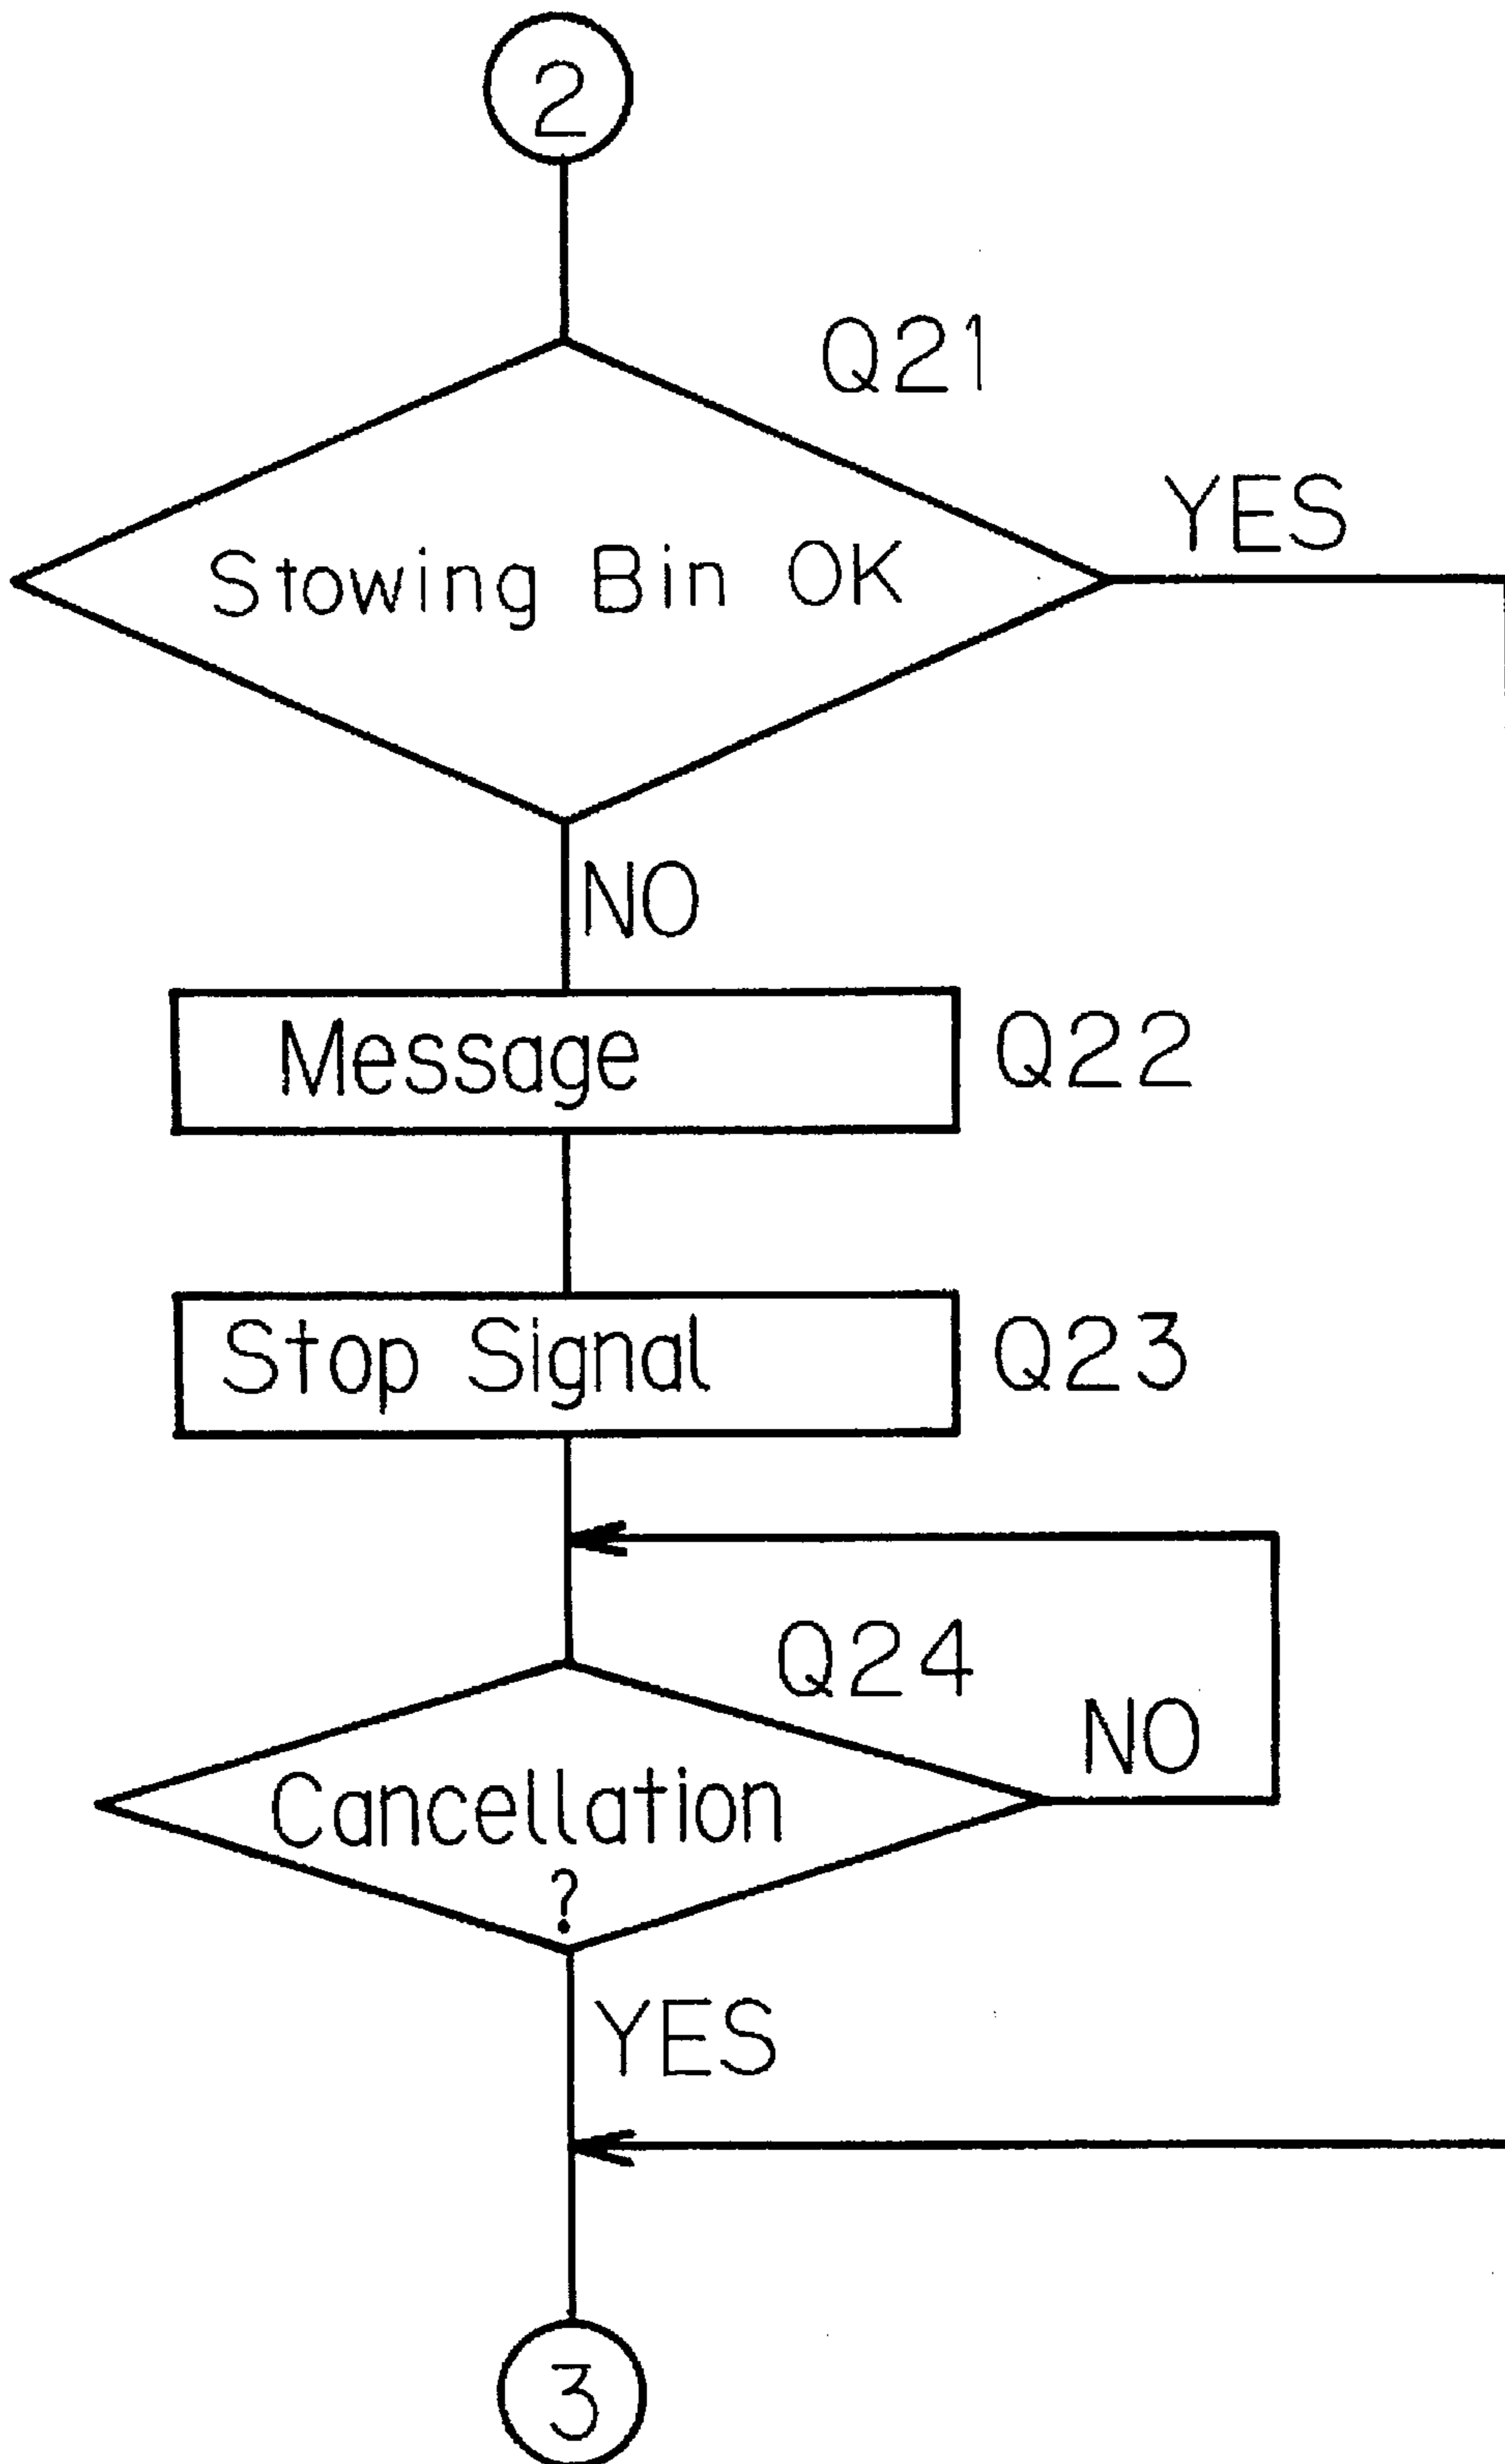 2
Q21
YES
Stowing Bin OK
NO
Message
Q22
Stop Signal
Q23
Q24
NO
Cancellation
?
YES
3